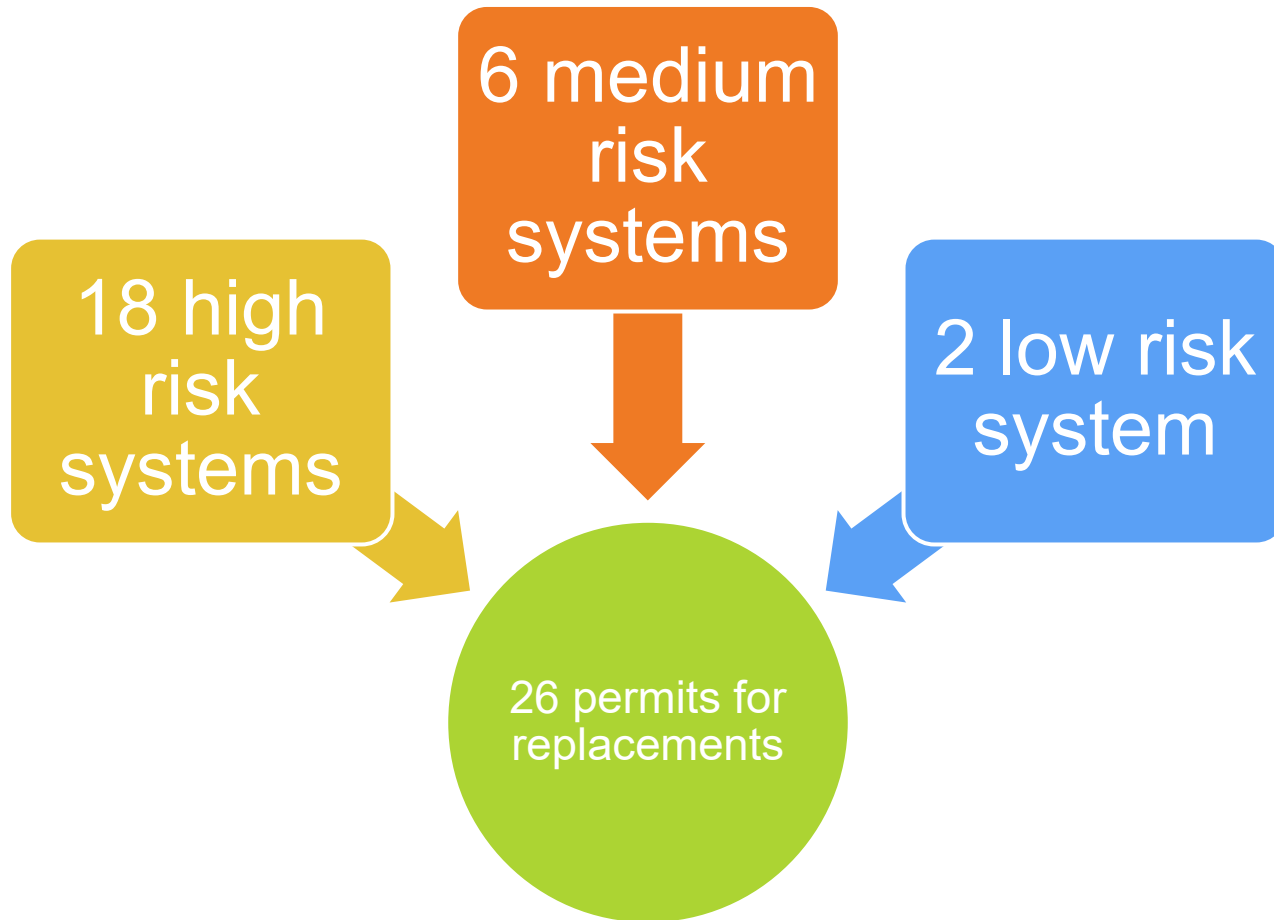 6 medium
risk
systems
18 high
risk
systems
2 low risk
system
26 permits for
replacements